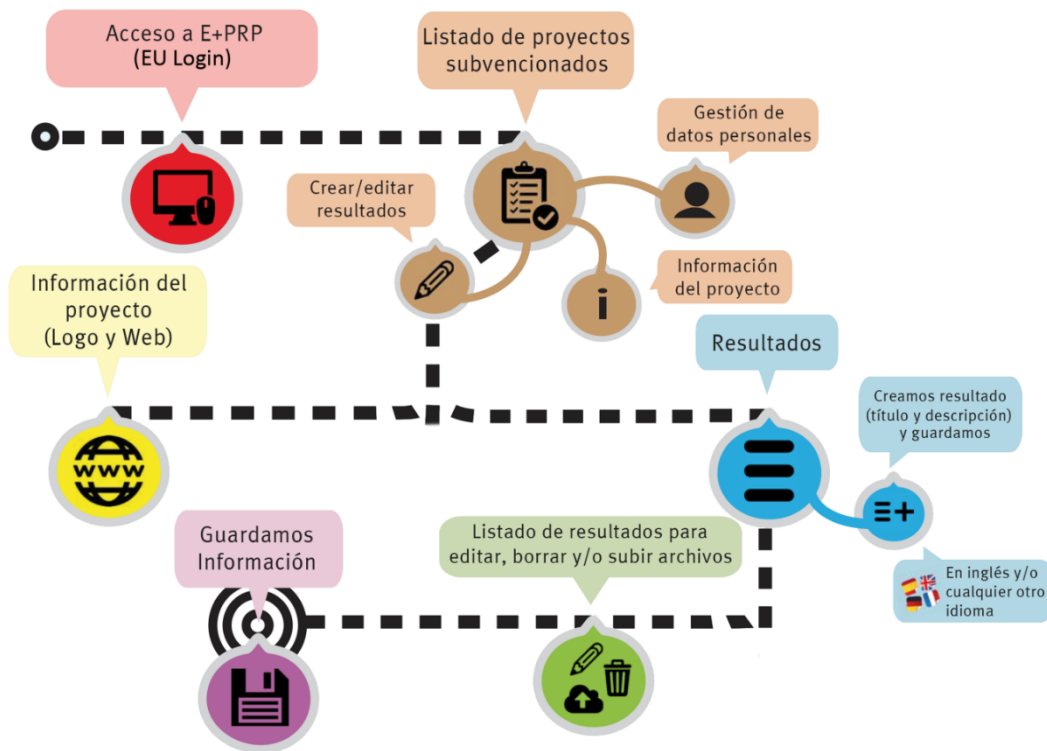 Acceso a E+PRP
(EU Login)
Listado de proyectos
subvencionados
Gestión de
datos personales
Crear/editar
resultados
Información
del proyecto
i
Información del
proyecto
(Logo y Web)
WWW
Resultados
Creamos resultado
(título y descripción)
y guardamos
En inglés y/o
cualquier otro
idioma
Listado de resultados para
editar, borrar y/o subir archivos
Guardamos
Información